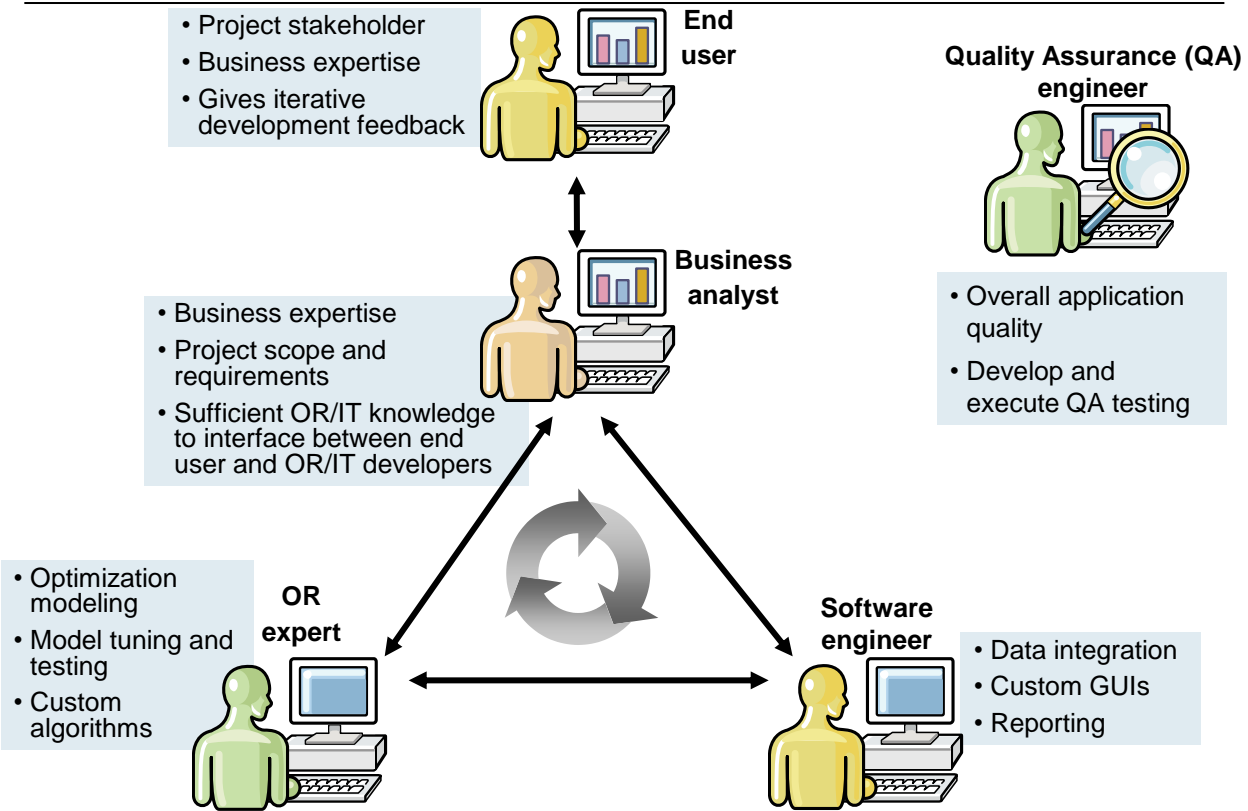 • Project stakeholder
• Business expertise
• Gives iterative
development feedback
End
user
Quality Assurance (QA)
engineer
• Overall application
quality
• Develop and
execute QA testing
Business
analyst
• Business expertise
• Project scope and
requirements
• Sufficient OR/IT knowledge
to interface between end
user and OR/IT developers
• Optimization
modeling
• Model tuning and
testing
• Custom
algorithms
OR
expert
Software
engineer
• Data integration
• Custom GUIs
• Reporting